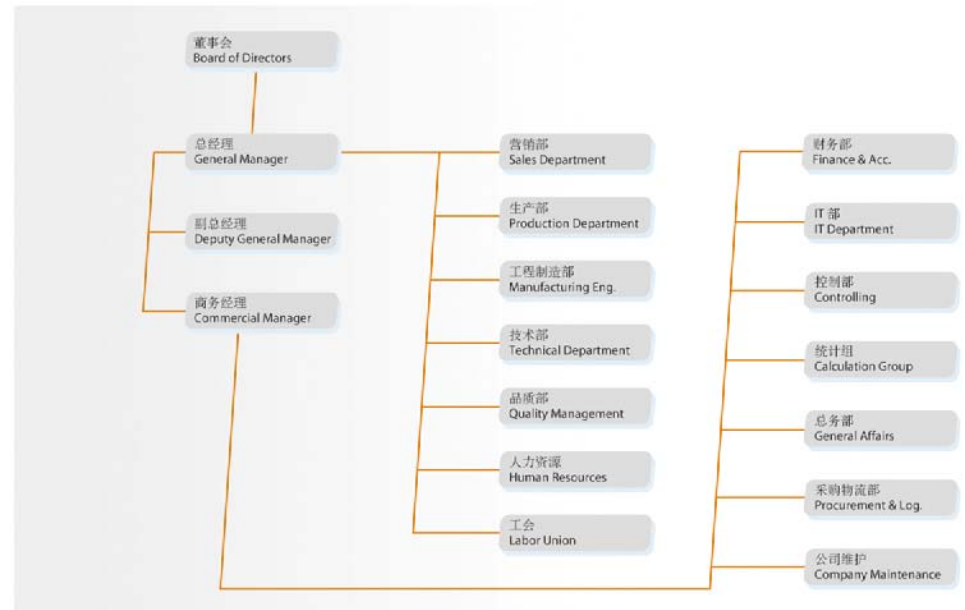 董事会
Board of Directors
总经理
General Manager
副总经理
Deputy General Manager
商务经理
Commercial Manager
营销部
Sales Department
生产部
Production Department
工程制造部
Manufacturing Eng.
技术部
Technical Department
品质部
Quality Management
人力资源
Human Resources
工会
Labor Union
财务部
Finance & Acc.
IT 部
IT Department
控制部
Controlling
统计组
Calculation Group
总务部
General Affairs
采购物流部
Procurement & Log.
公司维护
Company Maintenance